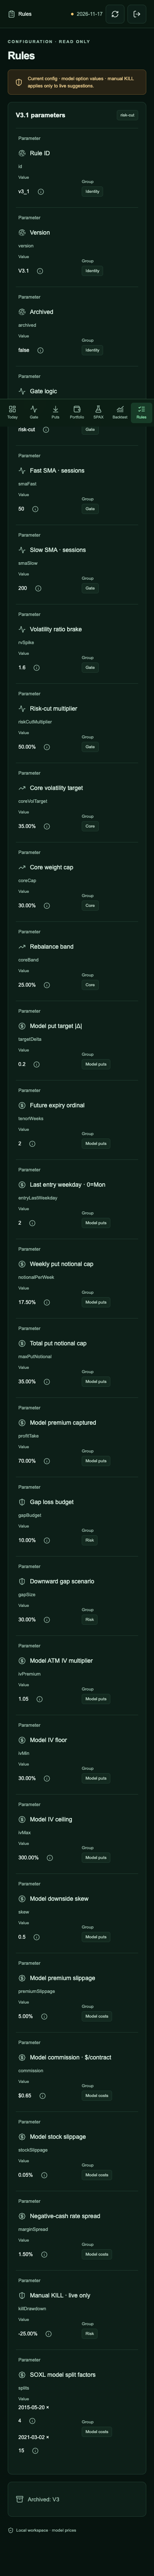 Rules
2026-11-17
CONFIGURATION · READ ONLY
Rules
Current config · model option values · manual KILL
applies only to live suggestions.
V3.1 parameters
risk-cut
Parameter
Rule ID
id
Value
Group
v3_1
Identity
Parameter
Version
version
Value
Group
V3.1
Identity
Parameter
Archived
archived
Value
Group
false
Identity
Parameter
Gate logic
Today
Gate
Puts
Portfolio
SPAX
Backtest
Rules
risk-cut
Gate
Parameter
Fast SMA · sessions
smaFast
Value
Group
50
Gate
Parameter
Slow SMA · sessions
smaSlow
Value
Group
200
Gate
Parameter
Volatility ratio brake
rvSpike
Value
Group
1.6
Gate
Parameter
Risk-cut multiplier
riskCutMultiplier
Value
Group
50.00%
Gate
Parameter
Core volatility target
coreVolTarget
Value
Group
35.00%
Core
Parameter
Core weight cap
coreCap
Value
Group
30.00%
Core
Parameter
Rebalance band
coreBand
Value
Group
25.00%
Core
Parameter
Model put target |Δ|
targetDelta
Value
Group
0.2
Model puts
Parameter
Future expiry ordinal
tenorWeeks
Value
Group
2
Model puts
Parameter
Last entry weekday · 0=Mon
entryLastWeekday
Value
Group
2
Model puts
Parameter
Weekly put notional cap
notionalPerWeek
Value
Group
17.50%
Model puts
Parameter
Total put notional cap
maxPutNotional
Value
Group
35.00%
Model puts
Parameter
Model premium captured
profitTake
Value
Group
70.00%
Model puts
Parameter
Gap loss budget
gapBudget
Value
Group
10.00%
Risk
Parameter
Downward gap scenario
gapSize
Value
Group
30.00%
Risk
Parameter
Model ATM IV multiplier
ivPremium
Value
Group
1.05
Model puts
Parameter
Model IV floor
ivMin
Value
Group
30.00%
Model puts
Parameter
Model IV ceiling
ivMax
Value
Group
300.00%
Model puts
Parameter
Model downside skew
skew
Value
Group
0.5
Model puts
Parameter
Model premium slippage
premiumSlippage
Value
Group
5.00%
Model costs
Parameter
Model commission · $/contract
commission
Value
Group
$0.65
Model costs
Parameter
Model stock slippage
stockSlippage
Value
Group
0.05%
Model costs
Parameter
Negative-cash rate spread
marginSpread
Value
Group
1.50%
Model costs
Parameter
Manual KILL · live only
killDrawdown
Value
Group
-25.00%
Risk
Parameter
SOXL model split factors
splits
Value
2015-05-20 ×
4
Group
Model costs
2021-03-02 ×
15
Archived: V3
Local workspace · model prices